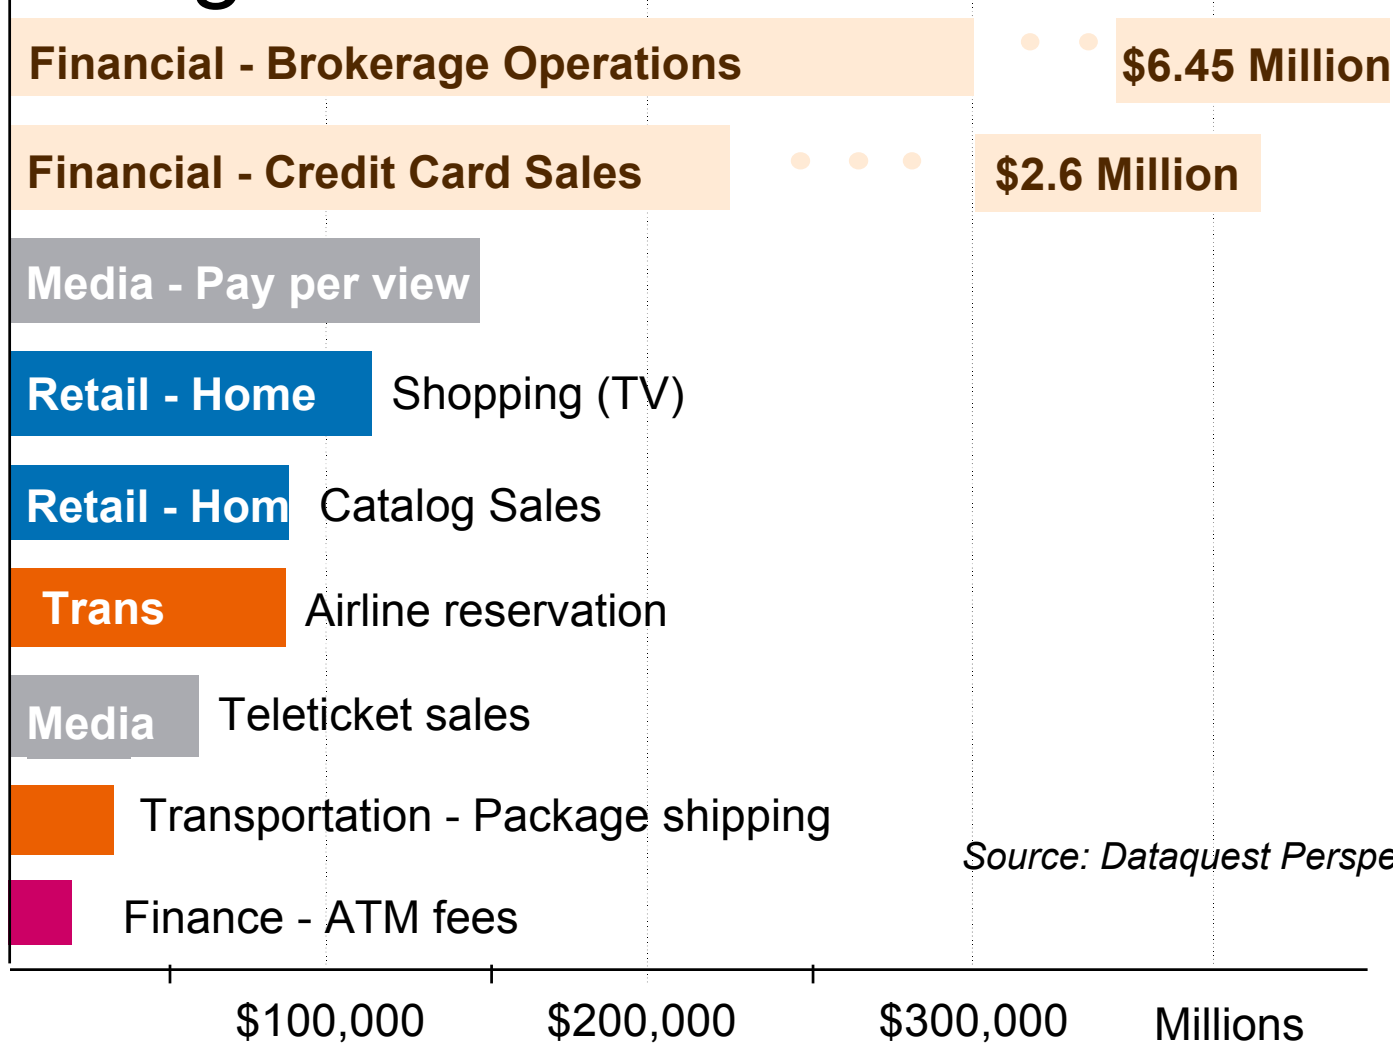 Financial - Brokerage Operations $6.45 Million
Financial - Credit Card Sales $2.6 Million
Media - Pay per view
Retail - Home Shopping (TV)
Retail - Hom Catalog Sales
Trans Airline reservation
Media Teleticket sales
Transportation - Package shipping
Source: Dataquest Perspe
Finance - ATM fees
$100,000 $200,000 $300,000 Millions